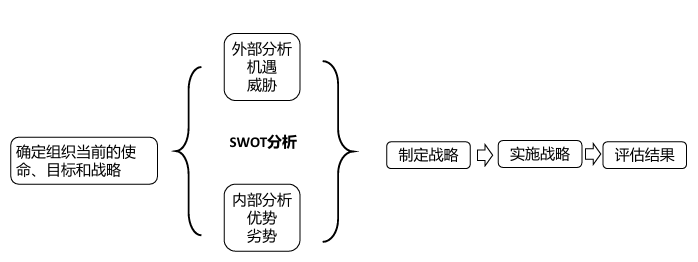 确定组织当前的使
命、目标和战略
外部分析
机遇
威胁
SWOT分析
内部分析
优势
劣势
制定战略
实施战略
评估结果